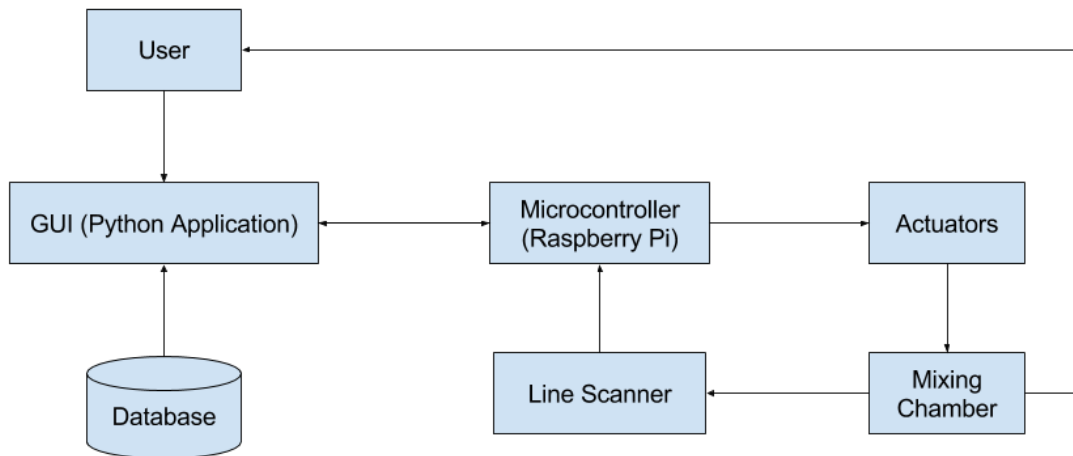 User
GUI (Python Application)
Microcontroller
(Raspberry Pi)
Actuators
Database
Line Scanner
Mixing
Chamber